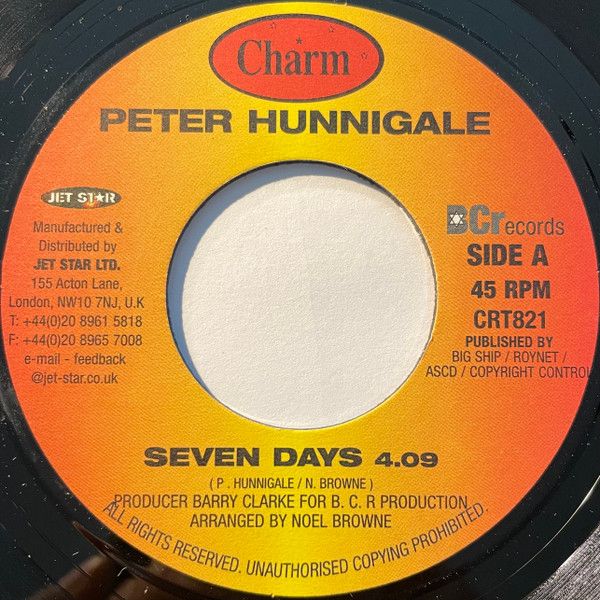 Charm
PETER HUNNIGALE
JET STAR
Manufactured &
Distributed by
JET STAR LTD.
155 Acton Lane,
London, NW10 7NJ, U.K
T: +44(0)20 8961 5818
F: +44(0)20 8965 7008
e-mail - feedback
@jet-star.co.uk
BCrecords
SIDE A
45 RPM
CRT821
PUBLISHED BY
BIG SHIP / ROYNET /
ASCD / COPYRIGHT CONTROL
SEVEN DAYS 4.09
( P . HUNNIGALE / N. BROWNE )
PRODUCER BARRY CLARKE FOR B. C. R PRODUCTION
ARRANGED BY NOEL BROWNE
ALL RIGHTS RESERVED. UNAUTHORISED COPYING PROHIBITED.